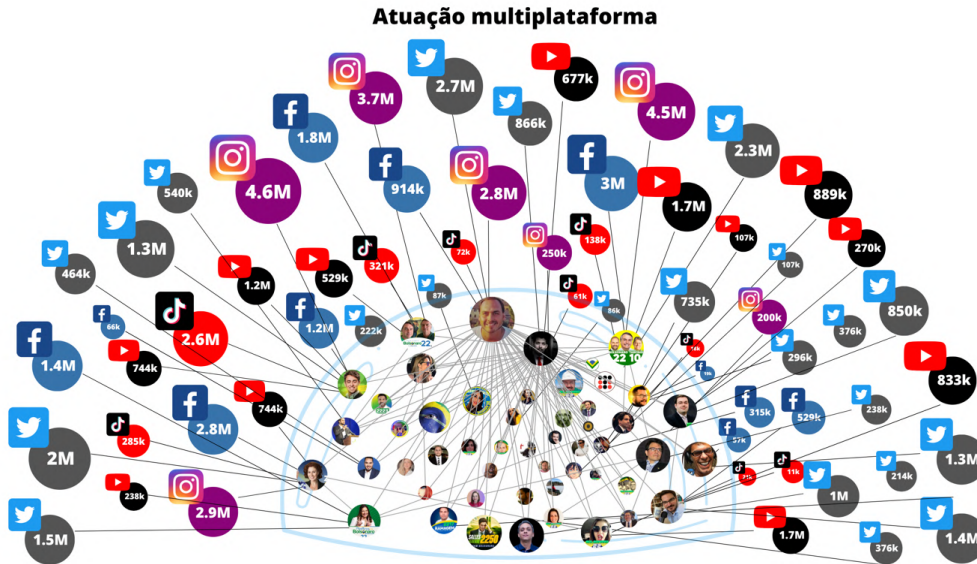 Atuação multiplataforma
677k
3.7M
2.7M
4.5M
866k
1.8M
2.3M
914k
3M
540k
4.6M
2.8M
889k
1.7M
1.3M
138k
107k
270k
464k
321k
72k
250k
107k
1.2M
529k
87k
61k
735k
850k
86k
200k
66k
1.2M
222k
376k
2.6M
22
22 10
296k
1.4M
744k
833k
744k
315k
529k
238k
2.8M
285k
57k
2M
1.3M
11k
214k
238k
1M
2.9M
1.5M
2250
1.7M
1.4M
376k